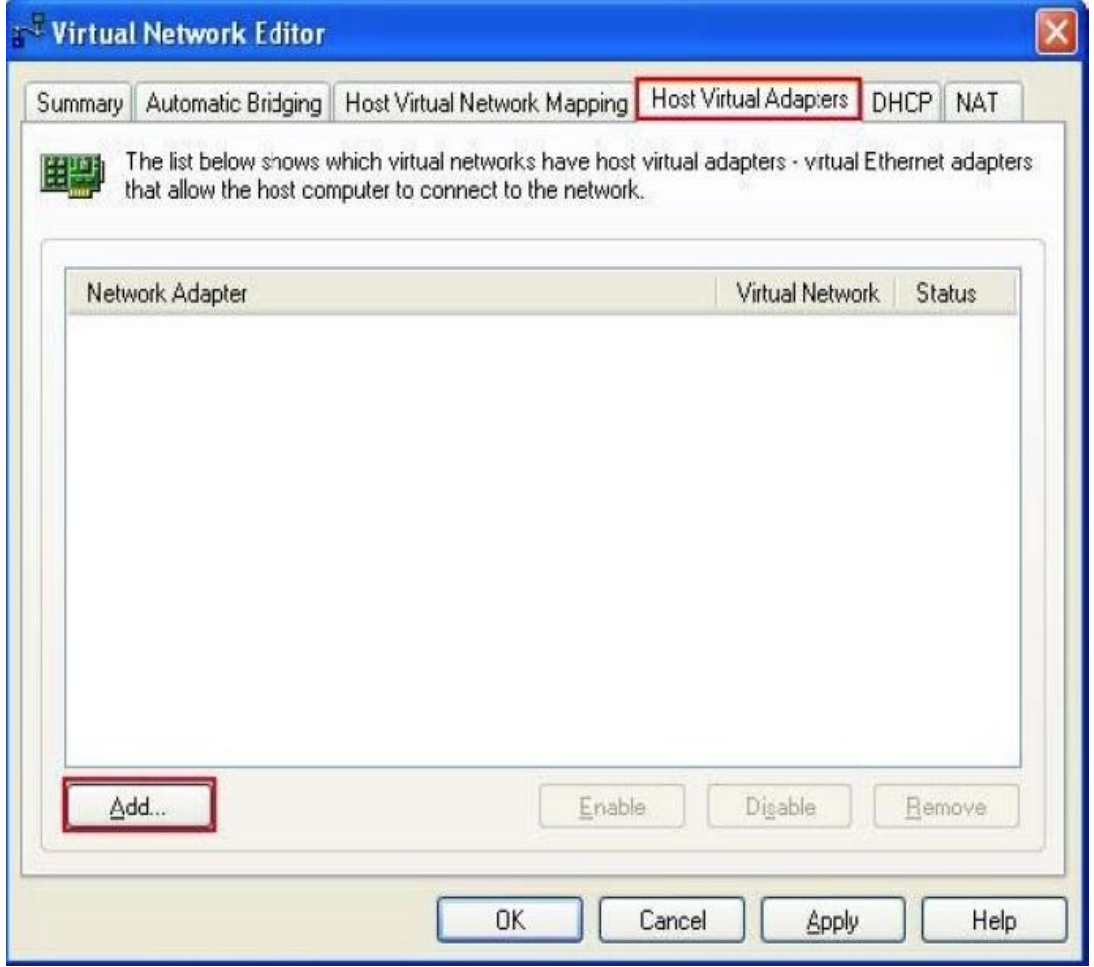 Virtual Network Editor
Summary Automatic Bridging Host Virtual Network Mapping Host Virtual Adapters DHCP NAT
The list below shows which virtual networks have host virtual adapters - virtual Ethernet adapters
that allow the host computer to connect to the network.
Network Adapter Virtual Network Status
Add... Enable Disable Remove
OK Cancel Apply Help